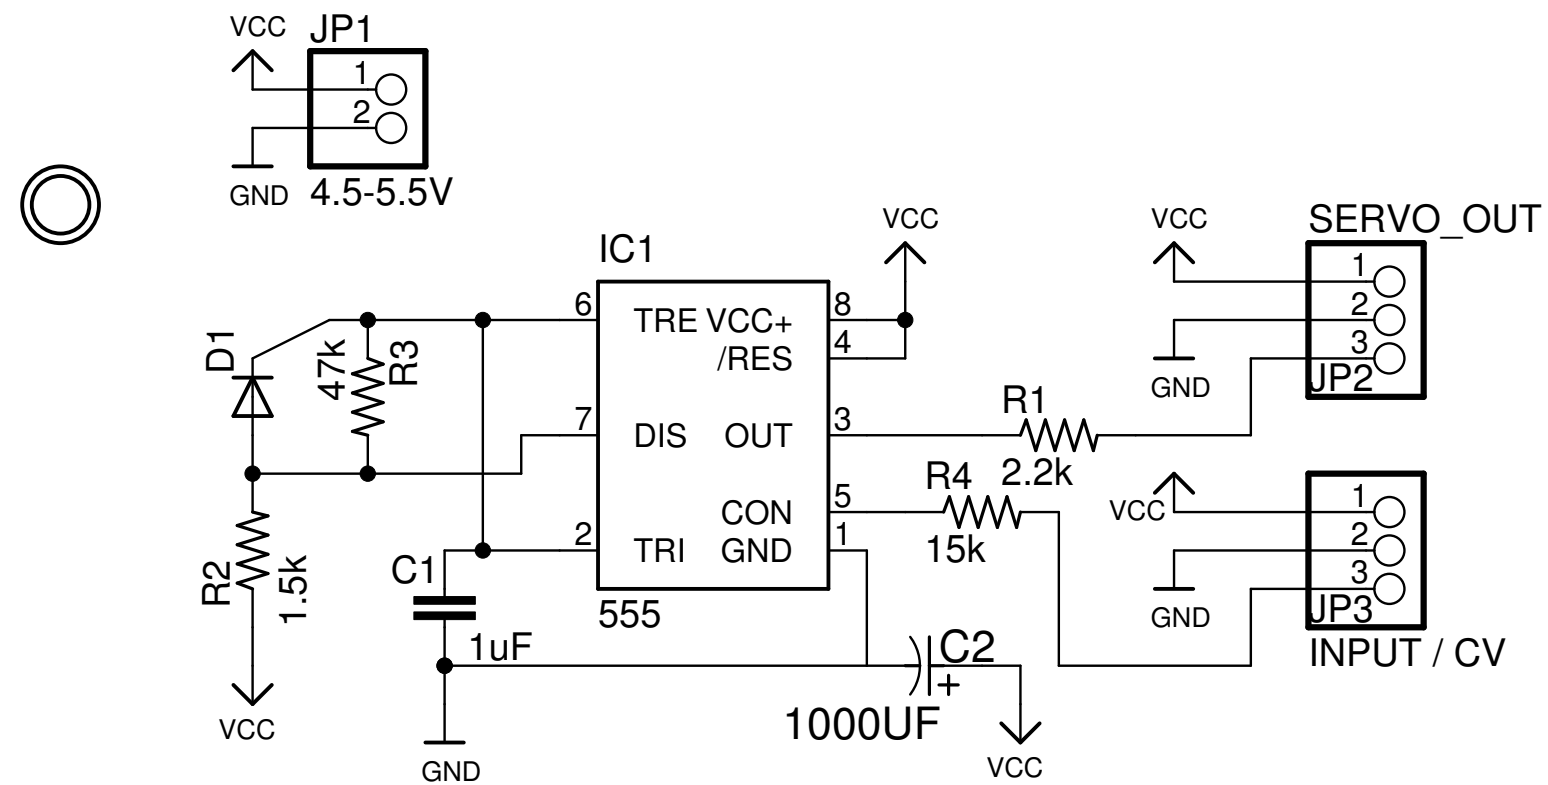 VCC
JP1
1
2
GND
4.5-5.5V
IC1
VCC
VCC
SERVO_OUT
6
TRE VCC+
8
/RES
4
1
2
3
JP2
GND
D1
47k
R3
7
DIS
OUT
3
R1
2.2k
R4
15k
CON
5
2
TRI
GND
1
VCC
1
2
3
JP3
GND
INPUT / CV
R2
1.5k
C1
1uF
555
C2
+
1000UF
VCC
GND
VCC